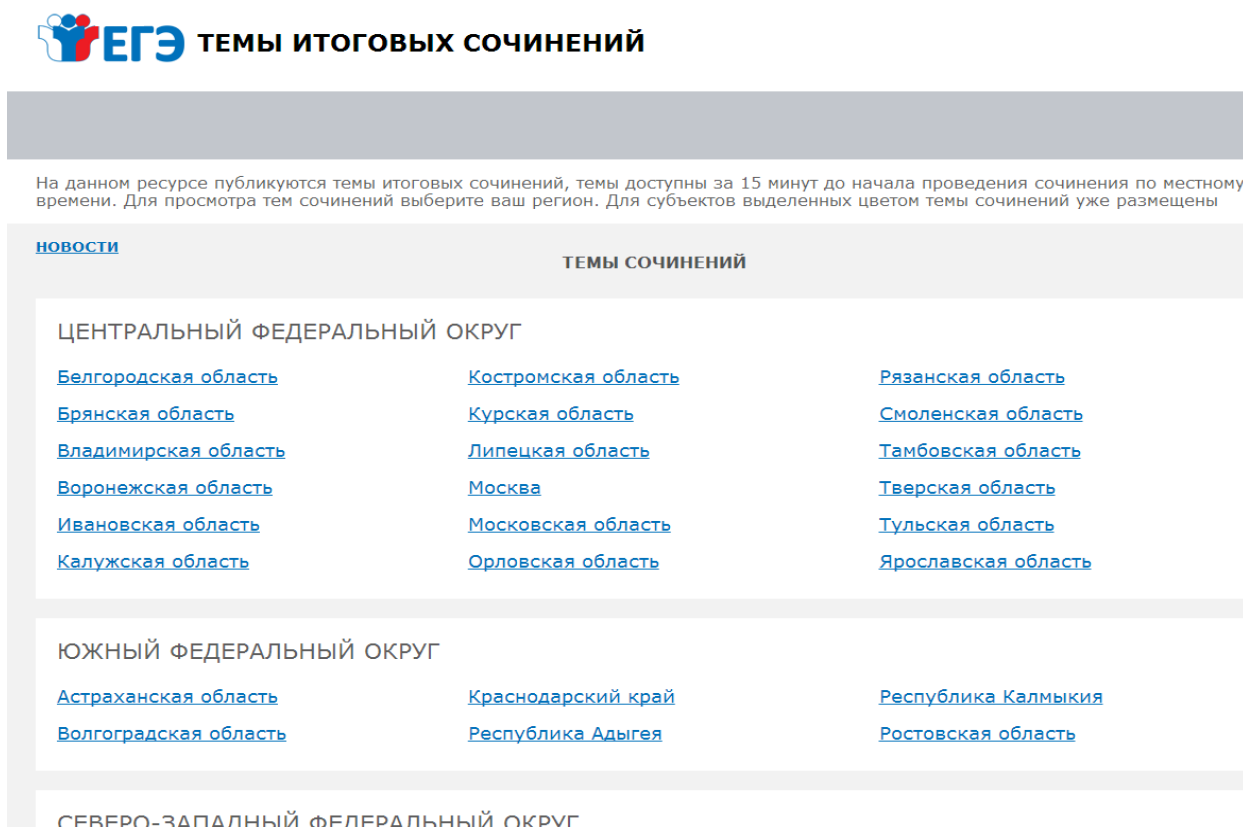 ЕГЭ ТЕМЫ ИТОГОВЫХ СОЧИНЕНИЙ
На данном ресурсе публикуются темы итоговых сочинений, темы доступны за 15 минут до начала проведения сочинения по местному
времени. Для просмотра тем сочинений выберите ваш регион. Для субъектов выделенных цветом темы сочинений уже размещены
НОВОСТИ
ТЕМЫ СОЧИНЕНИЙ
ЦЕНТРАЛЬНЫЙ ФЕДЕРАЛЬНЫЙ ОКРУГ
Белгородская область Костромская область Рязанская область
Брянская область Курская область Смоленская область
Владимирская область Липецкая область Тамбовская область
Воронежская область Москва Тверская область
Ивановская область Московская область Тульская область
Калужская область Орловская область Ярославская область
ЮЖНЫЙ ФЕДЕРАЛЬНЫЙ ОКРУГ
Астраханская область Краснодарский край Республика Калмыкия
Волгоградская область Республика Адыгея Ростовская область
СЕВЕРО-ЗАПАДНЫЙ ФЕДЕРАЛЬНЫЙ ОКРУГ